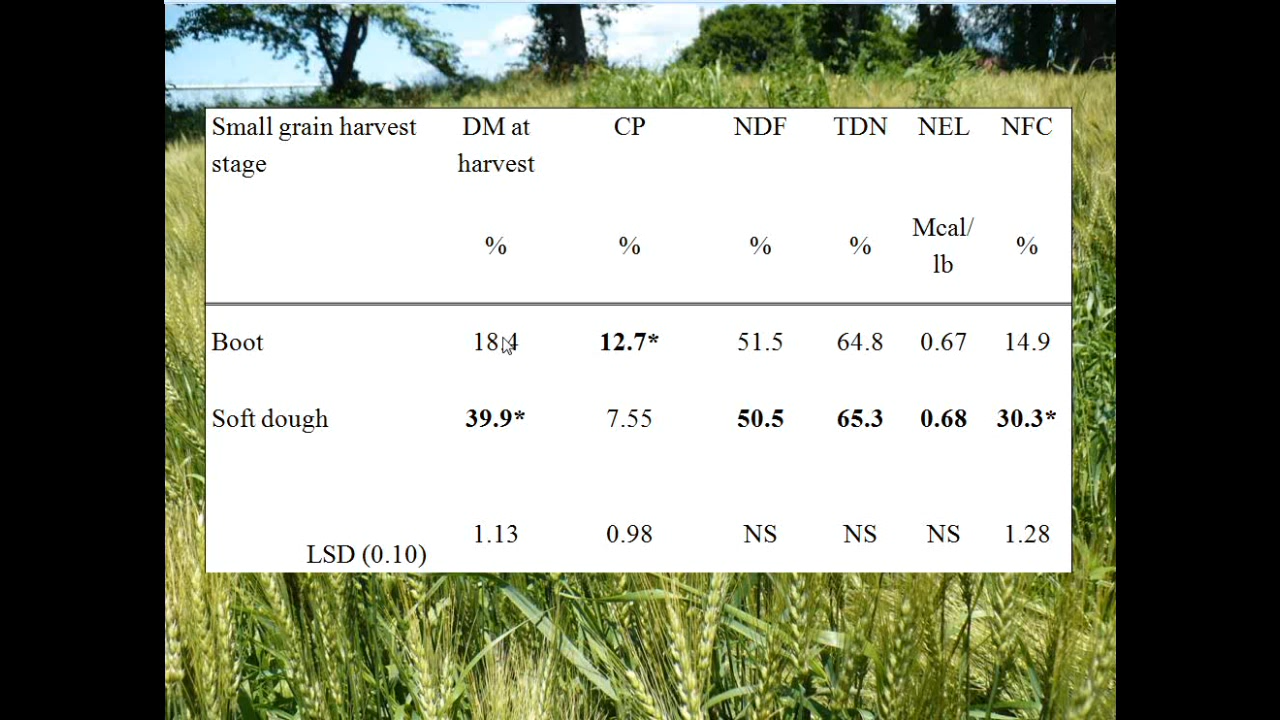 Small grain harvest stage DM at harvest CP NDF TDN NEL NFC
% % % % Mcal/ lb %
Boot 18.4 12.7* 51.5 64.8 0.67 14.9
Soft dough 39.9* 7.55 50.5 65.3 0.68 30.3*
LSD (0.10) 1.13 0.98 NS NS NS 1.28